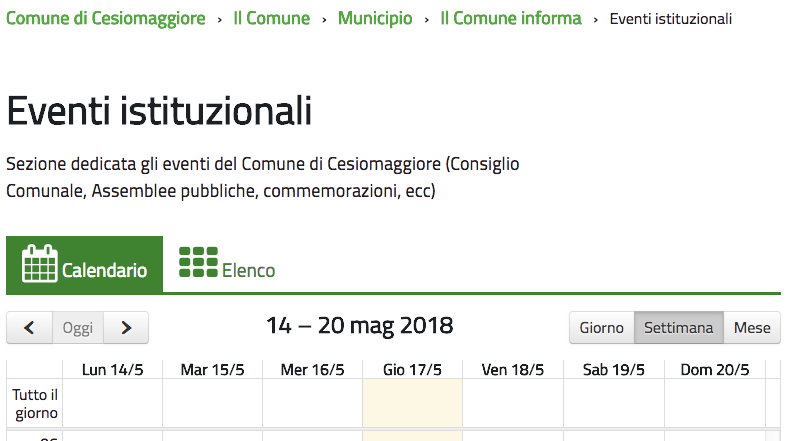 Comune di Cesiomaggiore › Il Comune › Municipio › Il Comune informa › Eventi istituzionali
Eventi istituzionali
Sezione dedicata gli eventi del Comune di Cesiomaggiore (Consiglio
Comunale, Assemblee pubbliche, commemorazioni, ecc)
Calendario Elenco
Oggi 14 – 20 mag 2018 Giorno Settimana Mese
Lun 14/5 Mar 15/5 Mer 16/5 Gio 17/5 Ven 18/5 Sab 19/5 Dom 20/5
Tutto il
giorno